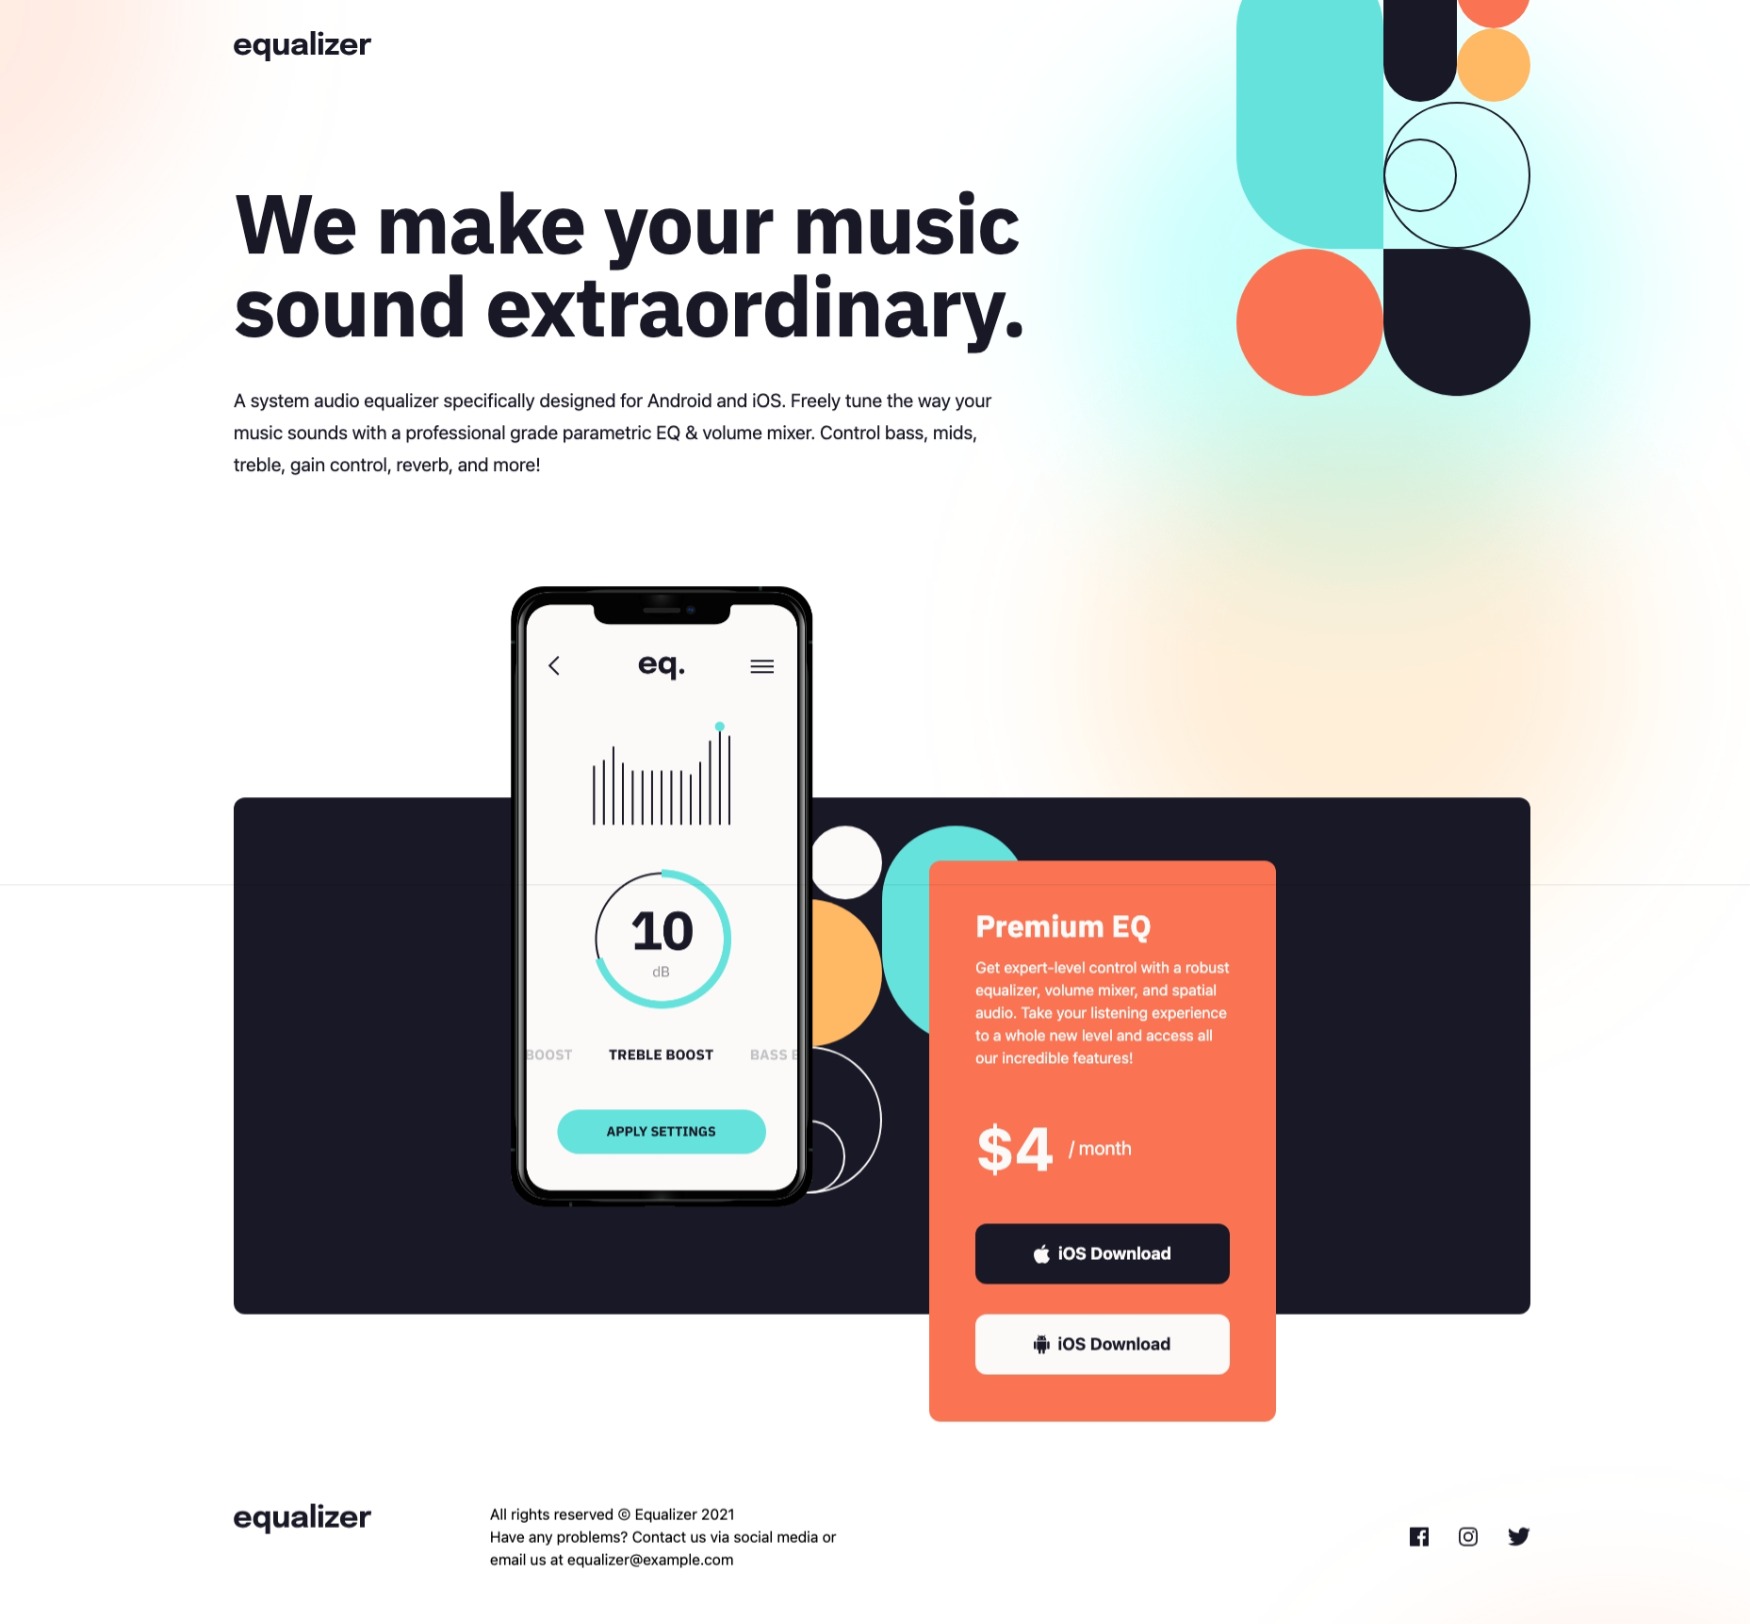 equalizer
We make your music
sound extraordinary.
A system audio equalizer specifically designed for Android and iOS. Freely tune the way your
music sounds with a professional grade parametric EQ & volume mixer. Control bass, mids,
treble, gain control, reverb, and more!
eq.
10
dB
BOOST TREBLE BOOST BASS
APPLY SETTINGS
Premium EQ
Get expert-level control with a robust
equalizer, volume mixer, and spatial
audio. Take your listening experience
to a whole new level and access all
our incredible features!
$4 / month
iOS Download
iOS Download
equalizer
All rights reserved © Equalizer 2021
Have any problems? Contact us via social media or
email us at equalizer@example.com